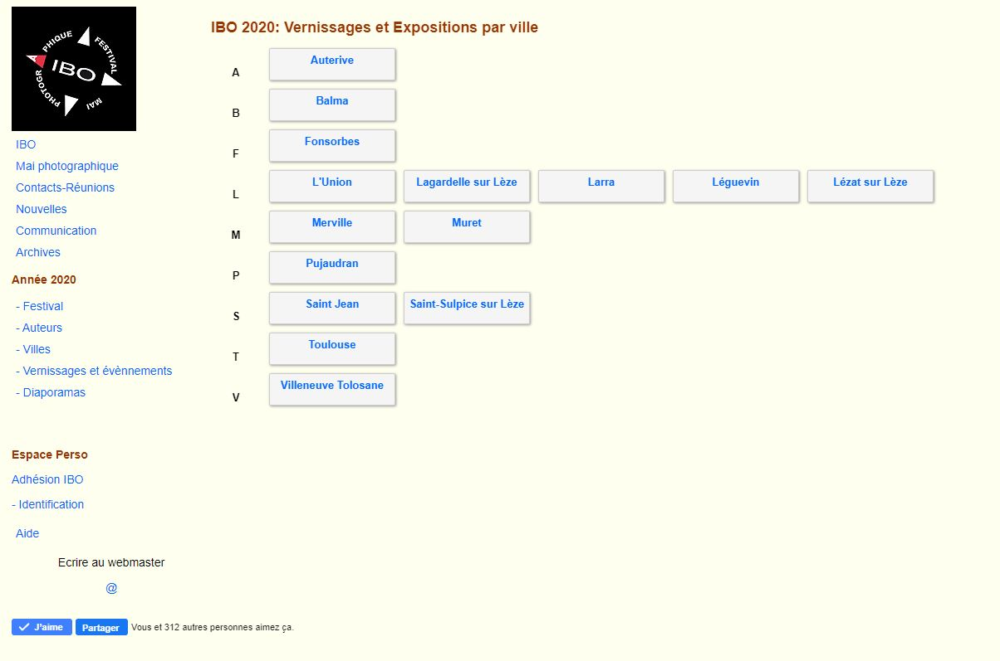 PHOTOGRAPHIQUE FESTIVAL
IBO
MAI
IBO
Mai photographique
Contacts-Réunions
Nouvelles
Communication
Archives
Année 2020
- Festival
- Auteurs
- Villes
- Vernissages et évènnements
- Diaporamas
Espace Perso
Adhésion IBO
- Identification
Aide
Ecrire au webmaster
@
J'aime Partager Vous et 312 autres personnes aimez ça.
IBO 2020: Vernissages et Expositions par ville
A Auterive
B Balma
F Fonsorbes
L L'Union Lagardelle sur Lèze Larra Léguevin Lézat sur Lèze
M Merville Muret
P Pujaudran
S Saint Jean Saint-Sulpice sur Lèze
T Toulouse
V Villeneuve Tolosane